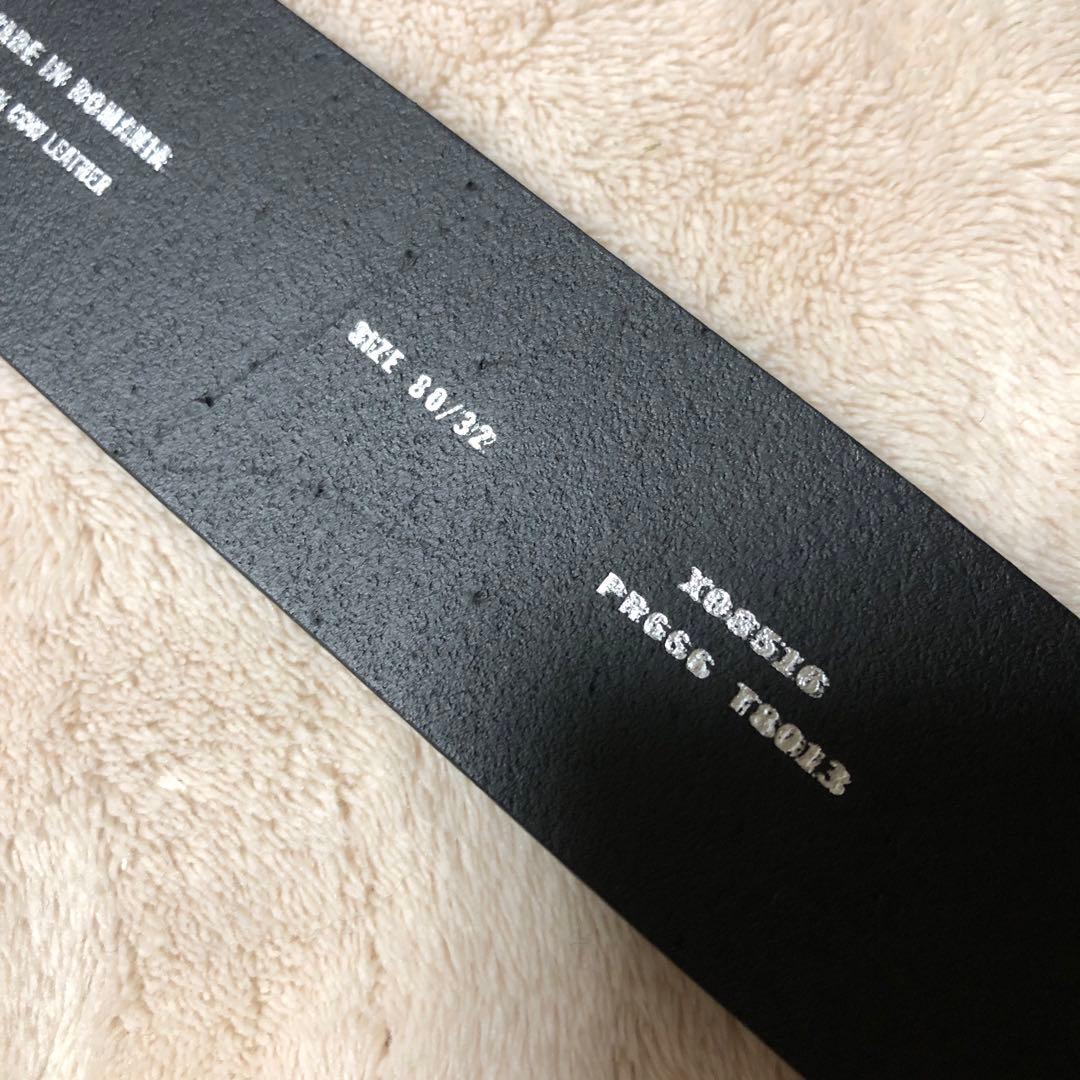 MADE IN ROMANIA
% COW LEATHER
SIZE 80/32
X08516
PR666 T8013